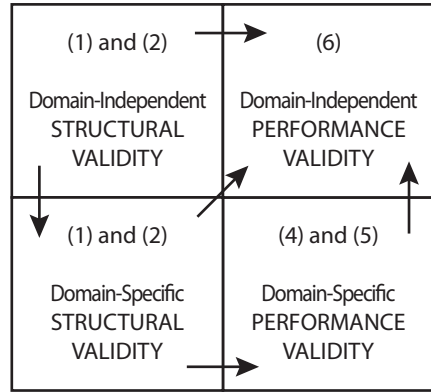 (1) and (2)
Domain-Independent
STRUCTURAL
VALIDITY
(6)
Domain-Independent
PERFORMANCE
VALIDITY
(1) and (2)
Domain-Specific
STRUCTURAL
VALIDITY
(4) and (5)
Domain-Specific
PERFORMANCE
VALIDITY